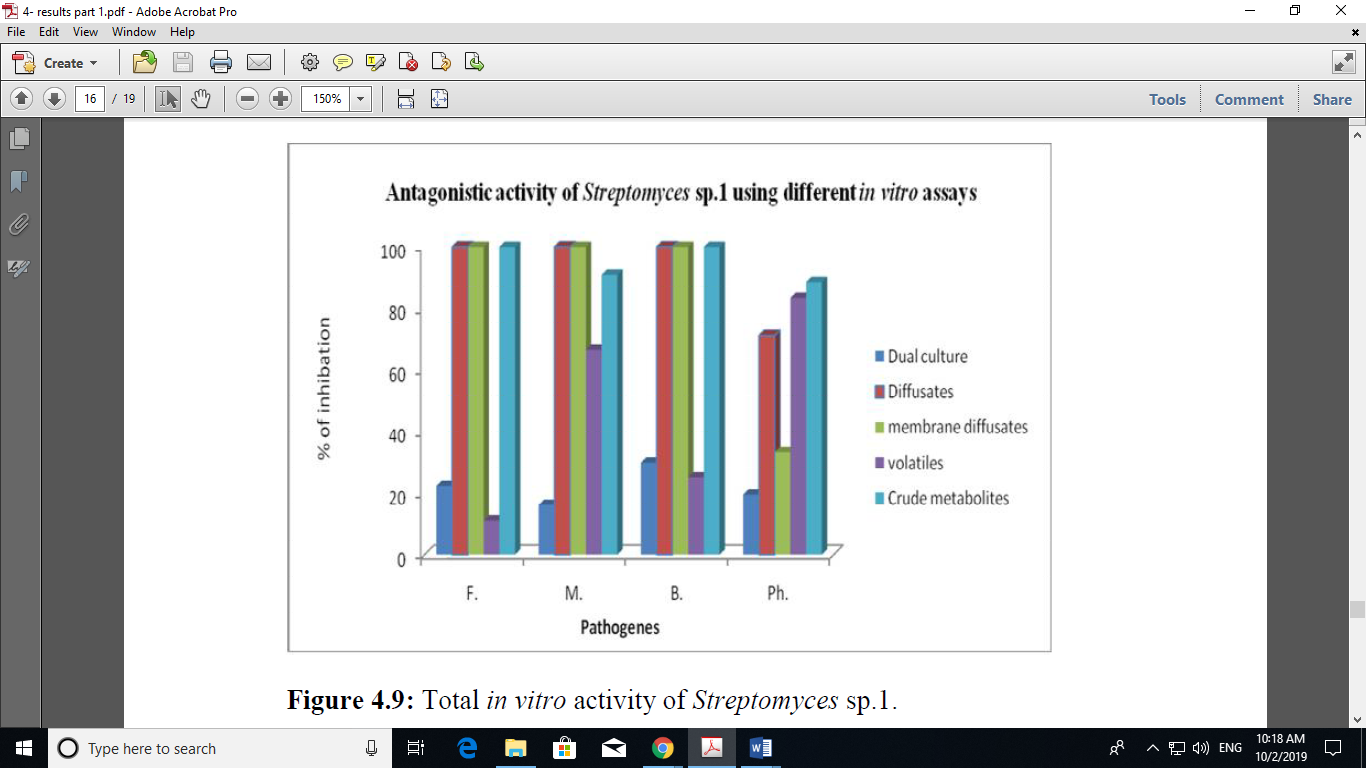 4- results part 1.pdf - Adobe Acrobat Pro
File Edit View Window Help
Create
16 / 19 150% Tools Comment Share
Antagonistic activity of Streptomyces sp.1 using different in vitro assays
100
80
60
40
20
0
% of inhibation
F. M. B. Ph.
Pathogenes
Dual culture
Diffusates
membrane diffusates
volatiles
Crude metabolites
Figure 4.9: Total in vitro activity of Streptomyces sp.1.
Type here to search
ENG
10:18 AM
10/2/2019